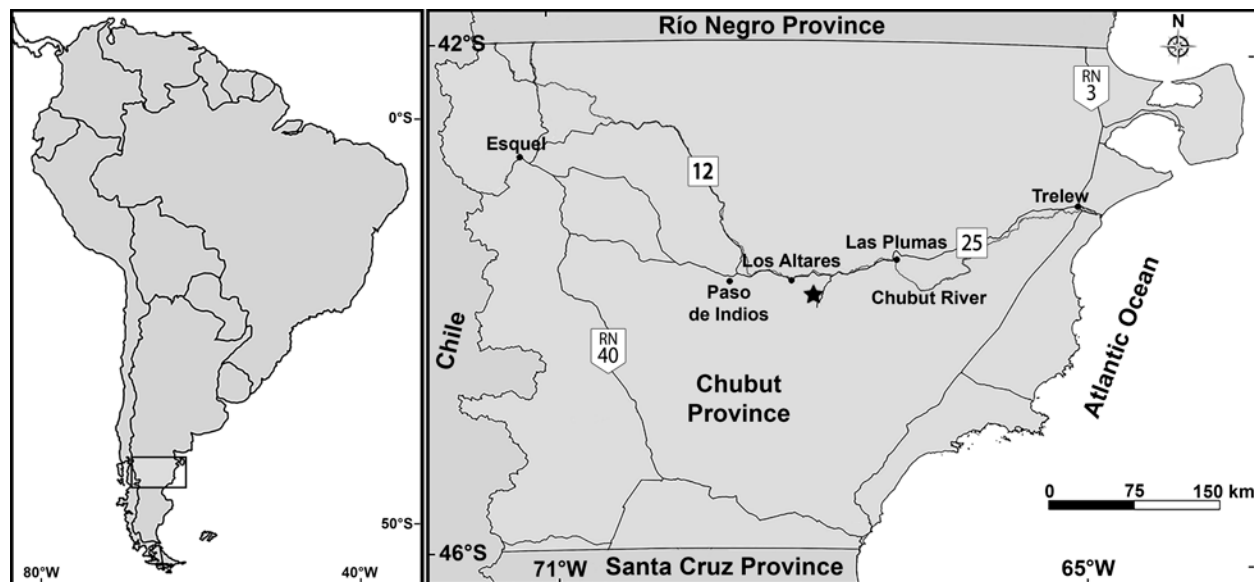 0°S
50°S
80°W
40°W
Río Negro Province
42°S
N
RN
3
Esquel
12
Trelew
Las Plumas
25
Los Altares
Paso
de Indios
Chubut River
Chile
RN
40
Chubut
Province
Atlantic Ocean
0 75 150 km
46°S
Santa Cruz Province
71°W
65°W